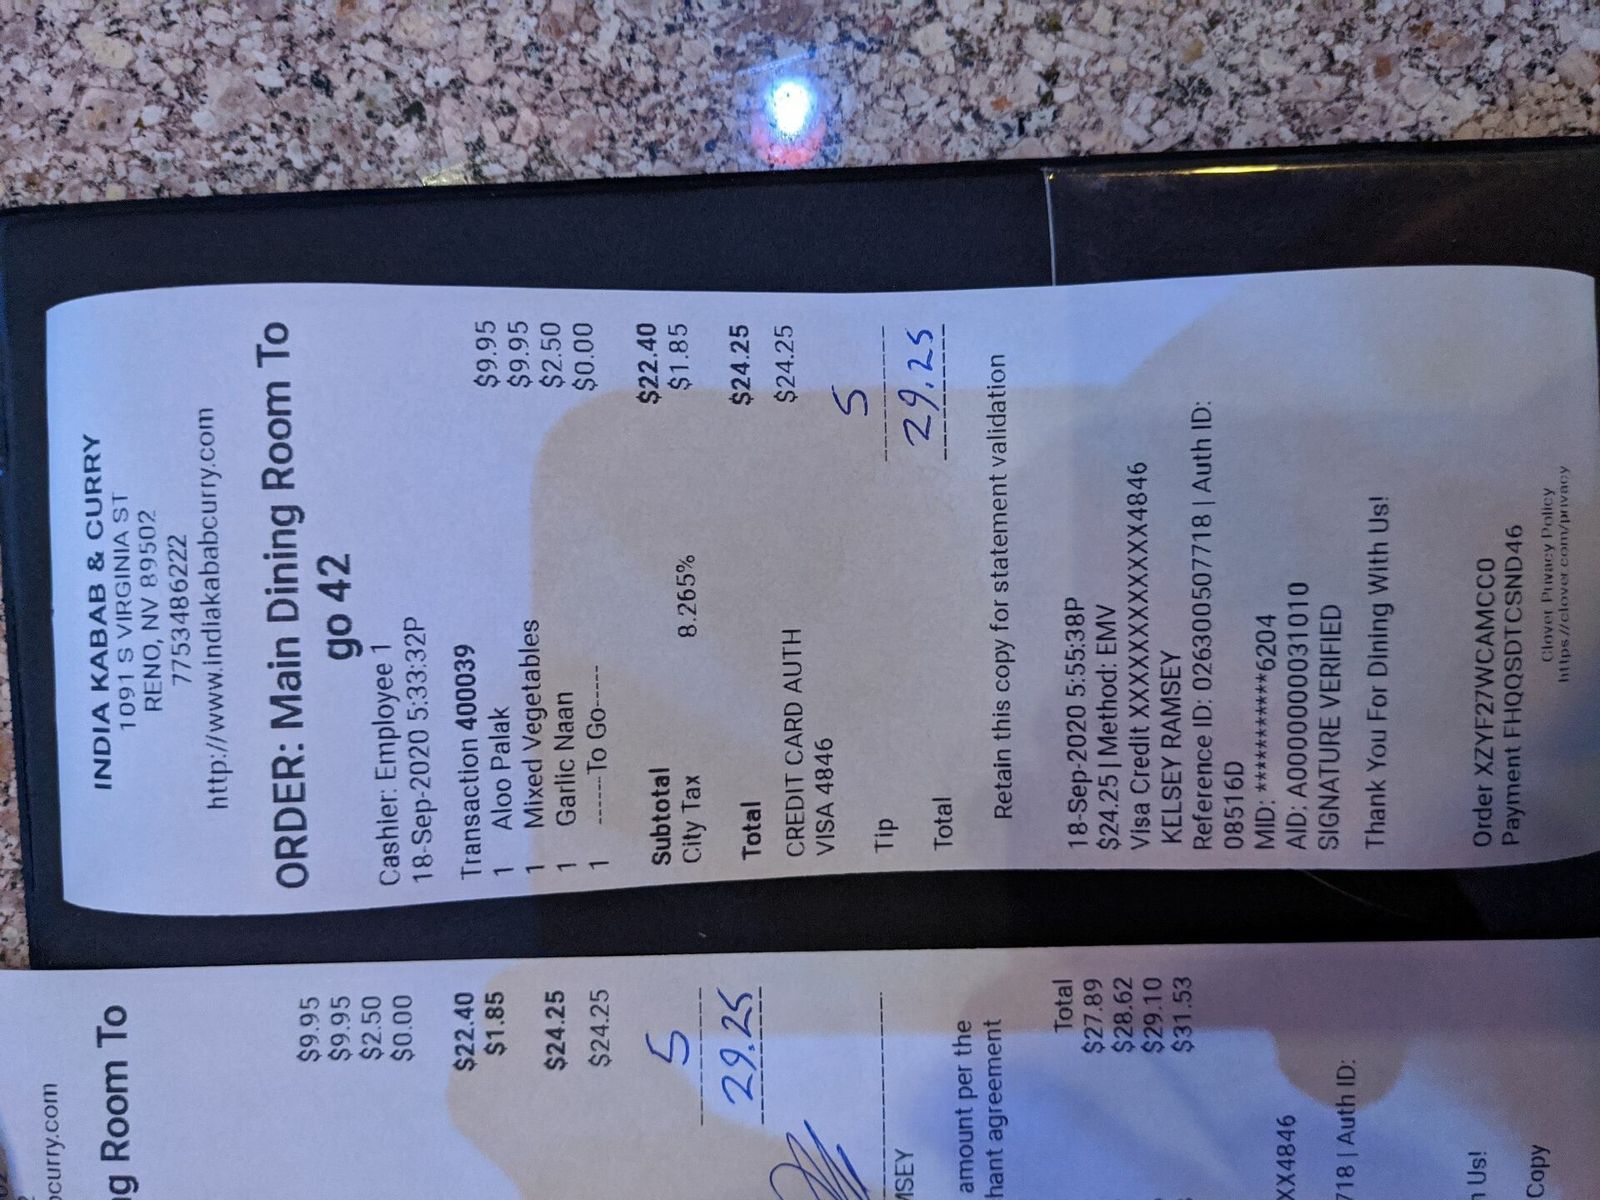 INDIA KABAB & CURRY
1091 S VIRGINIA ST
RENO, NV 89502
7753486222
http://www.indiakababcurry.com
ORDER: Main Dining Room To
go 42
Cashier: Employee 1
18-Sep-2020 5:33:32P
Transaction 400039
1 Aloo Palak $9.95
1 Mixed Vegetables $9.95
1 Garlic Naan $2.50
1 ------To Go------ $0.00
Subtotal $22.40
City Tax 8.265% $1.85
Total $24.25
CREDIT CARD AUTH $24.25
VISA 4846
Tip 5
Total 29.25
Retain this copy for statement validation
18-Sep-2020 5:55:38P
$24.25 | Method: EMV
Visa Credit XXXXXXXXXXXX4846
KELSEY RAMSEY
Reference ID: 026300507718 | Auth ID:
08516D
MID: **********6204
AID: A0000000031010
SIGNATURE VERIFIED
Thank You For Dining With Us!
Order XZYF27WCAMCC0
Payment FHQQSDTCSND46
Clover Privacy Policy
https://clover.com/privacy
ocurry.com
ng Room To
$9.95
$9.95
$2.50
$0.00
$22.40
$1.85
$24.25
$24.25
5
29.25
MSEY
amount per the
hant agreement
Total
$27.89
$28.62
$29.10
$31.53
XX4846
718 | Auth ID:
Us!
Copy